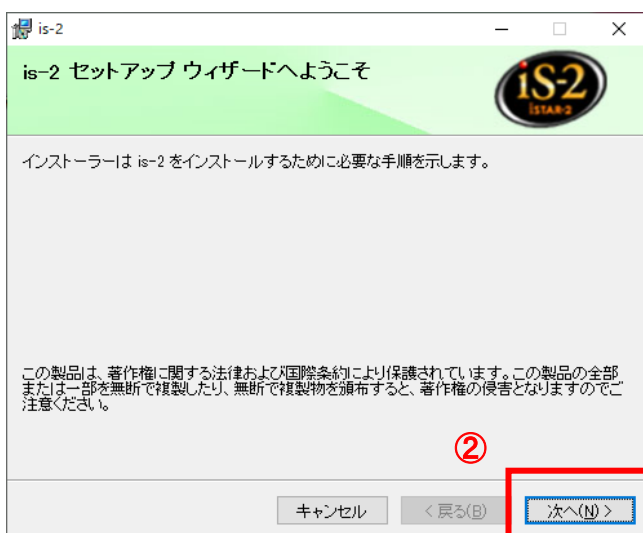 is-2
is-2 セットアップ ウィザードへようこそ
iS-2
iSTAR-2
インストーラーは is-2 をインストールするために必要な手順を示します。
この製品は、著作権に関する法律および国際条約により保護されています。この製品の全部
または一部を無断で複製したり、無断で複製物を頒布すると、著作権の侵害となりますのでご
注意ください。
②
キャンセル
< 戻る(B)
次へ(N) >